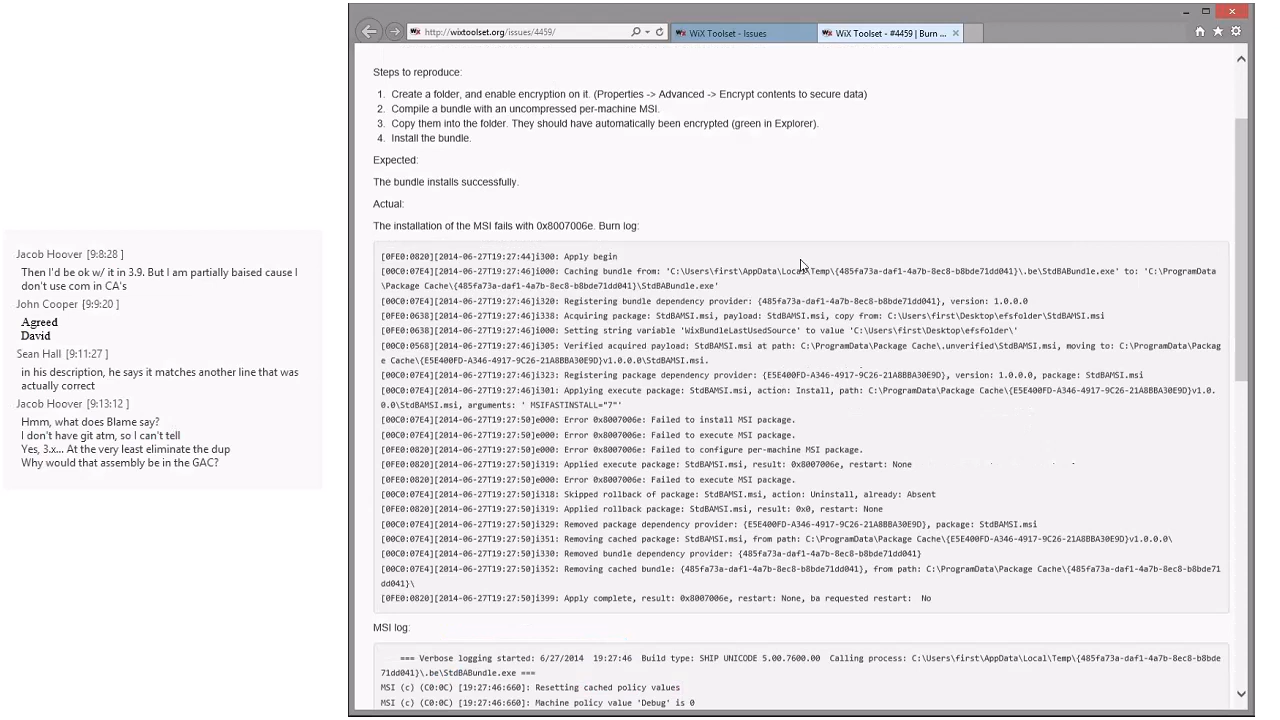 Jacob Hoover [9:8:28 ]
Then I'd be ok w/ it in 3.9. But I am partially baised cause I
don't use com in CA's
John Cooper [9:9:20 ]
Agreed
David
Sean Hall [9:11:27 ]
in his description, he says it matches another line that was
actually correct
Jacob Hoover [9:13:12 ]
Hmm, what does Blame say?
I don't have git atm, so I can't tell
Yes, 3.x... At the very least eliminate the dup
Why would that assembly be in the GAC?
http://wixtoolset.org/issues/4459/
WiX Toolset - Issues
WiX Toolset - #4459 | Burn ...
Steps to reproduce:
1. Create a folder, and enable encryption on it. (Properties -> Advanced -> Encrypt contents to secure data)
2. Compile a bundle with an uncompressed per-machine MSI.
3. Copy them into the folder. They should have automatically been encrypted (green in Explorer).
4. Install the bundle.
Expected:
The bundle installs successfully.
Actual:
The installation of the MSI fails with 0x8007006e. Burn log:
[0FE0:0820][2014-06-27T19:27:44]i300: Apply begin
[00C0:07E4][2014-06-27T19:27:46]i000: Caching bundle from: 'C:\Users\first\AppData\Local\Temp\{485faf73a-daf1-4a7b-8ec8-b8bde71dd041}\.be\StdBABundle.exe' to: 'C:\ProgramData
\Package Cache\{485fa73a-daf1-4a7b-8ec8-b8bde71dd041}\StdBABundle.exe'
[00C0:07E4][2014-06-27T19:27:46]i320: Registering bundle dependency provider: {485fa73a-daf1-4a7b-8ec8-b8bde71dd041}, version: 1.0.0.0
[0FE0:0638][2014-06-27T19:27:46]i338: Acquiring package: StdBAMSI.msi, payload: StdBAMSI.msi, copy from: C:\Users\first\Desktop\efsfolder\StdBAMSI.msi
[0FE0:0638][2014-06-27T19:27:46]i000: Setting string variable 'WixBundleLastUsedSource' to value 'C:\Users\first\Desktop\efsfolder\'
[00C0:0568][2014-06-27T19:27:46]i305: Verified acquired payload: StdBAMSI.msi at path: C:\ProgramData\Package Cache\.unverified\StdBAMSI.msi, moving to: C:\ProgramData\Packag
e Cache\{E5E400FD-A346-4917-9C26-21A8BBA30E9D}v1.0.0.0\StdBAMSI.msi.
[00C0:07E4][2014-06-27T19:27:46]i323: Registering package dependency provider: {E5E400FD-A346-4917-9C26-21A8BBA30E9D}, version: 1.0.0.0, package: StdBAMSI.msi
[00C0:07E4][2014-06-27T19:27:46]i301: Applying execute package: StdBAMSI.msi, action: Install, path: C:\ProgramData\Package Cache\{E5E400FD-A346-4917-9C26-21A8BBA30E9D}v1.0.
0.0\StdBAMSI.msi, arguments: ' MSIFASTINSTALL="7"'
[00C0:07E4][2014-06-27T19:27:50]e000: Error 0x8007006e: Failed to install MSI package.
[00C0:07E4][2014-06-27T19:27:50]e000: Error 0x8007006e: Failed to execute MSI package.
[0FE0:0820][2014-06-27T19:27:50]e000: Error 0x8007006e: Failed to configure per-machine MSI package.
[0FE0:0820][2014-06-27T19:27:50]i319: Applied execute package: StdBAMSI.msi, result: 0x8007006e, restart: None
[0FE0:0820][2014-06-27T19:27:50]e000: Error 0x8007006e: Failed to execute MSI package.
[00C0:07E4][2014-06-27T19:27:50]i318: Skipped rollback of package: StdBAMSI.msi, action: Uninstall, already: Absent
[0FE0:0820][2014-06-27T19:27:50]i319: Applied rollback package: StdBAMSI.msi, result: 0x0, restart: None
[00C0:07E4][2014-06-27T19:27:50]i329: Removed package dependency provider: {E5E400FD-A346-4917-9C26-21A8BBA30E9D}, package: StdBAMSI.msi
[00C0:07E4][2014-06-27T19:27:50]i351: Removing cached package: StdBAMSI.msi, from path: C:\ProgramData\Package Cache\{E5E400FD-A346-4917-9C26-21A8BBA30E9D}v1.0.0.0\
[00C0:07E4][2014-06-27T19:27:50]i330: Removed bundle dependency provider: {485fa73a-daf1-4a7b-8ec8-b8bde71dd041}
[00C0:07E4][2014-06-27T19:27:50]i352: Removing cached bundle: {485fa73a-daf1-4a7b-8ec8-b8bde71dd041}, from path: C:\ProgramData\Package Cache\{485fa73a-daf1-4a7b-8ec8-b8bde71
dd041}\
[0FE0:0820][2014-06-27T19:27:50]i399: Apply complete, result: 0x8007006e, restart: None, ba requested restart:  No
MSI log:
=== Verbose logging started: 6/27/2014  19:27:46  Build type: SHIP UNICODE 5.00.7600.00  Calling process: C:\Users\first\AppData\Local\Temp\{485fa73a-daf1-4a7b-8ec8-b8bde
71dd041}\.be\StdBABundle.exe ===
MSI (c) (C0:0C) [19:27:46:660]: Resetting cached policy values
MSI (c) (C0:0C) [19:27:46:660]: Machine policy value 'Debug' is 0